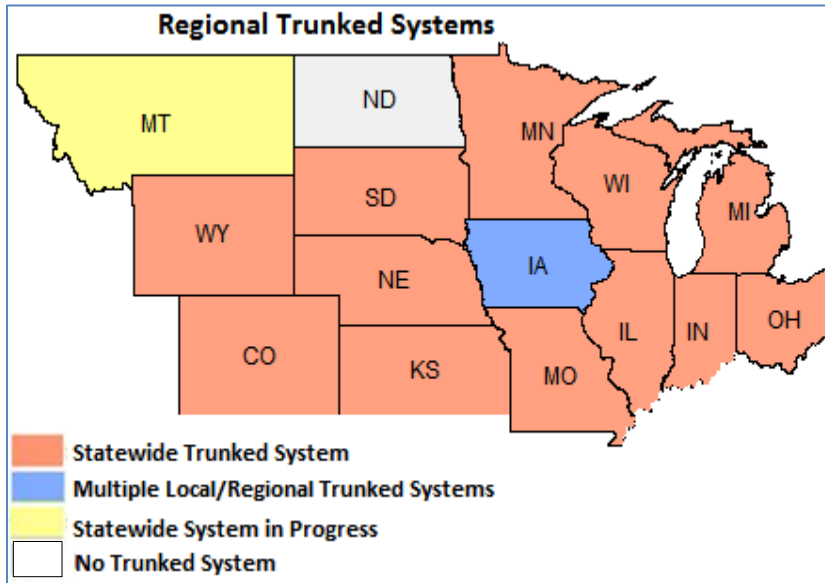 Regional Trunked Systems
MT
ND
MN
WI
MI
SD
WY
IA
NE
OH
IL
IN
CO
KS
MO
Statewide Trunked System
Multiple Local/Regional Trunked Systems
Statewide System in Progress
No Trunked System